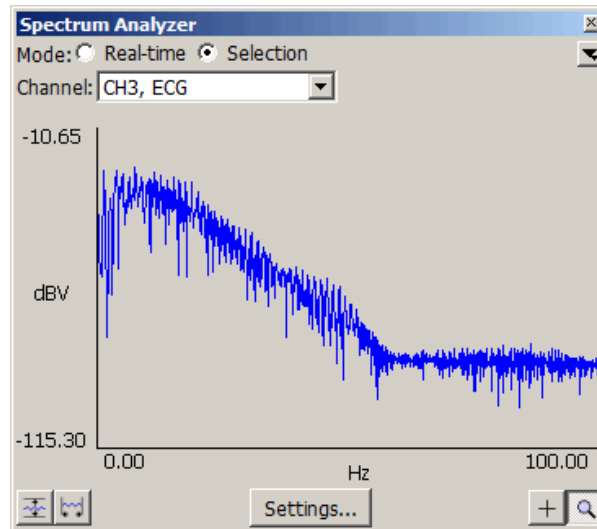 Spectrum Analyzer
Mode: Real-time Selection
Channel: CH3, ECG
-10.65
dBV
-115.30
0.00 100.00
Hz
Settings...